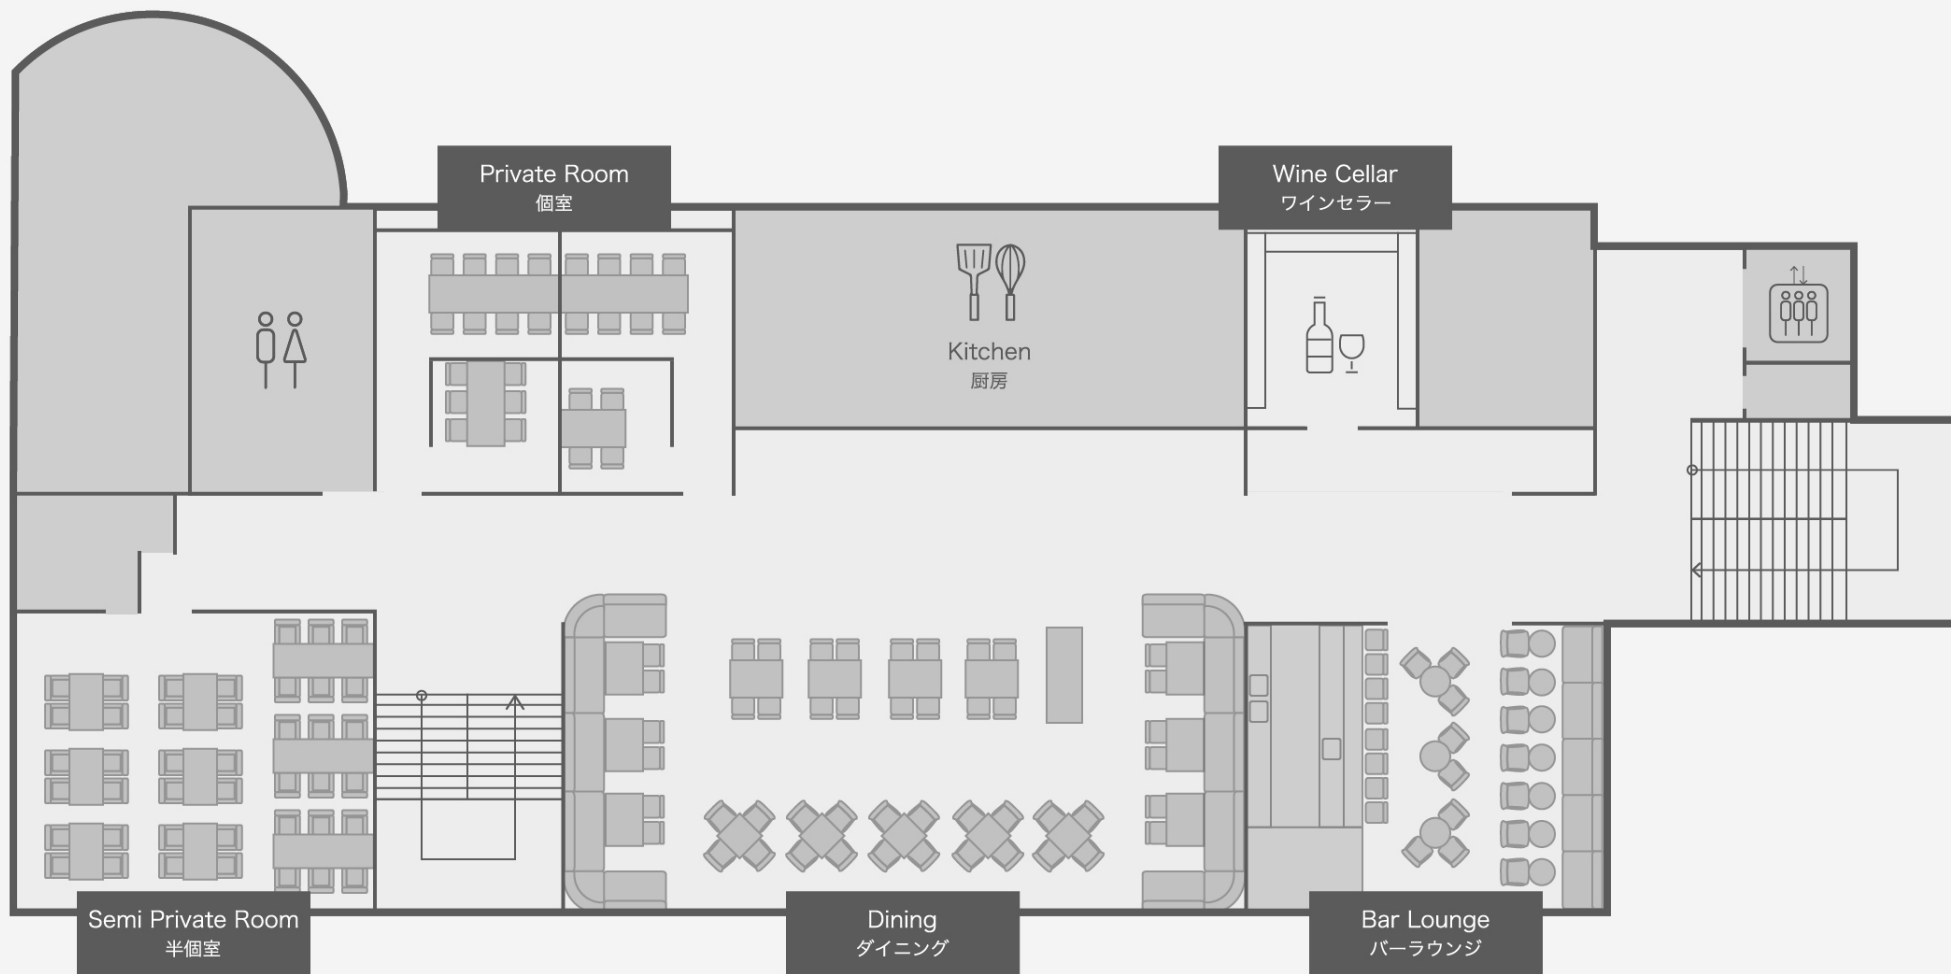 Private Room
個室
Wine Cellar
ワインセラー
Kitchen
厨房
Semi Private Room
半個室
Dining
ダイニング
Bar Lounge
バーラウンジ